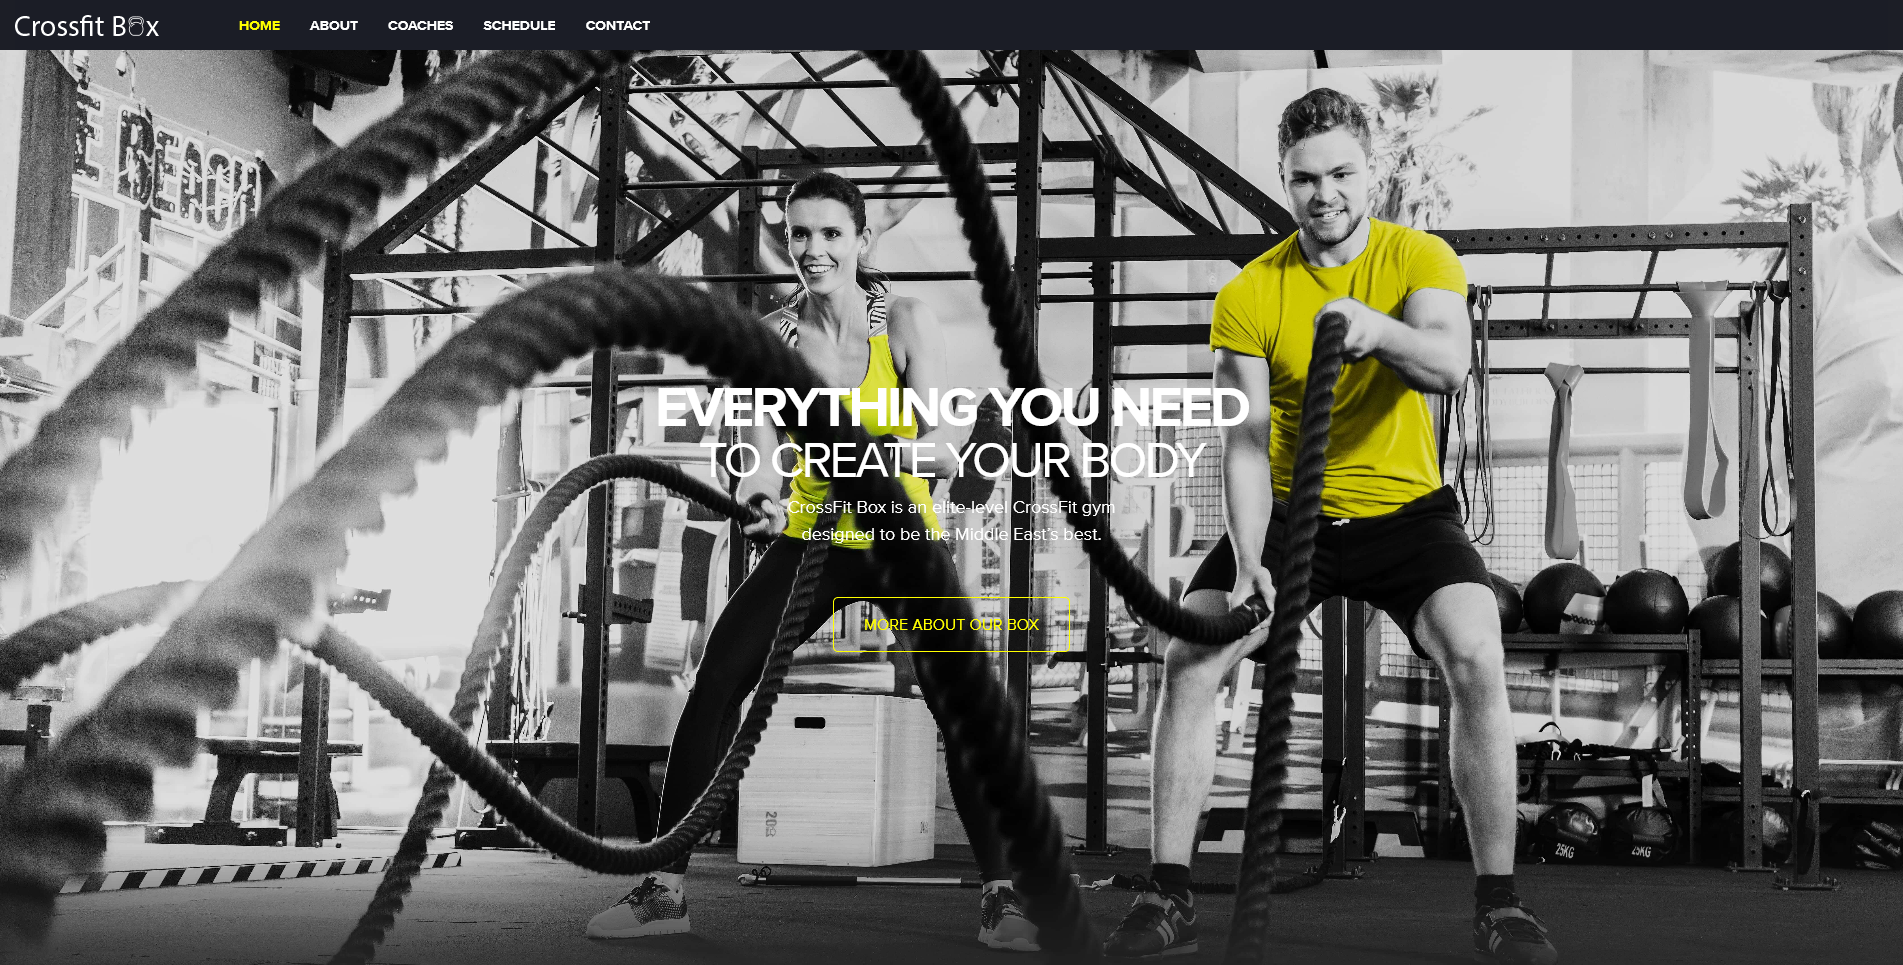 Crossfit Box
HOME ABOUT COACHES SCHEDULE CONTACT
EVERYTHING YOU NEED
TO CREATE YOUR BODY
CrossFit Box is an elite-level CrossFit gym
designed to be the Middle East's best.
MORE ABOUT OUR BOX
20
25KG
25KG